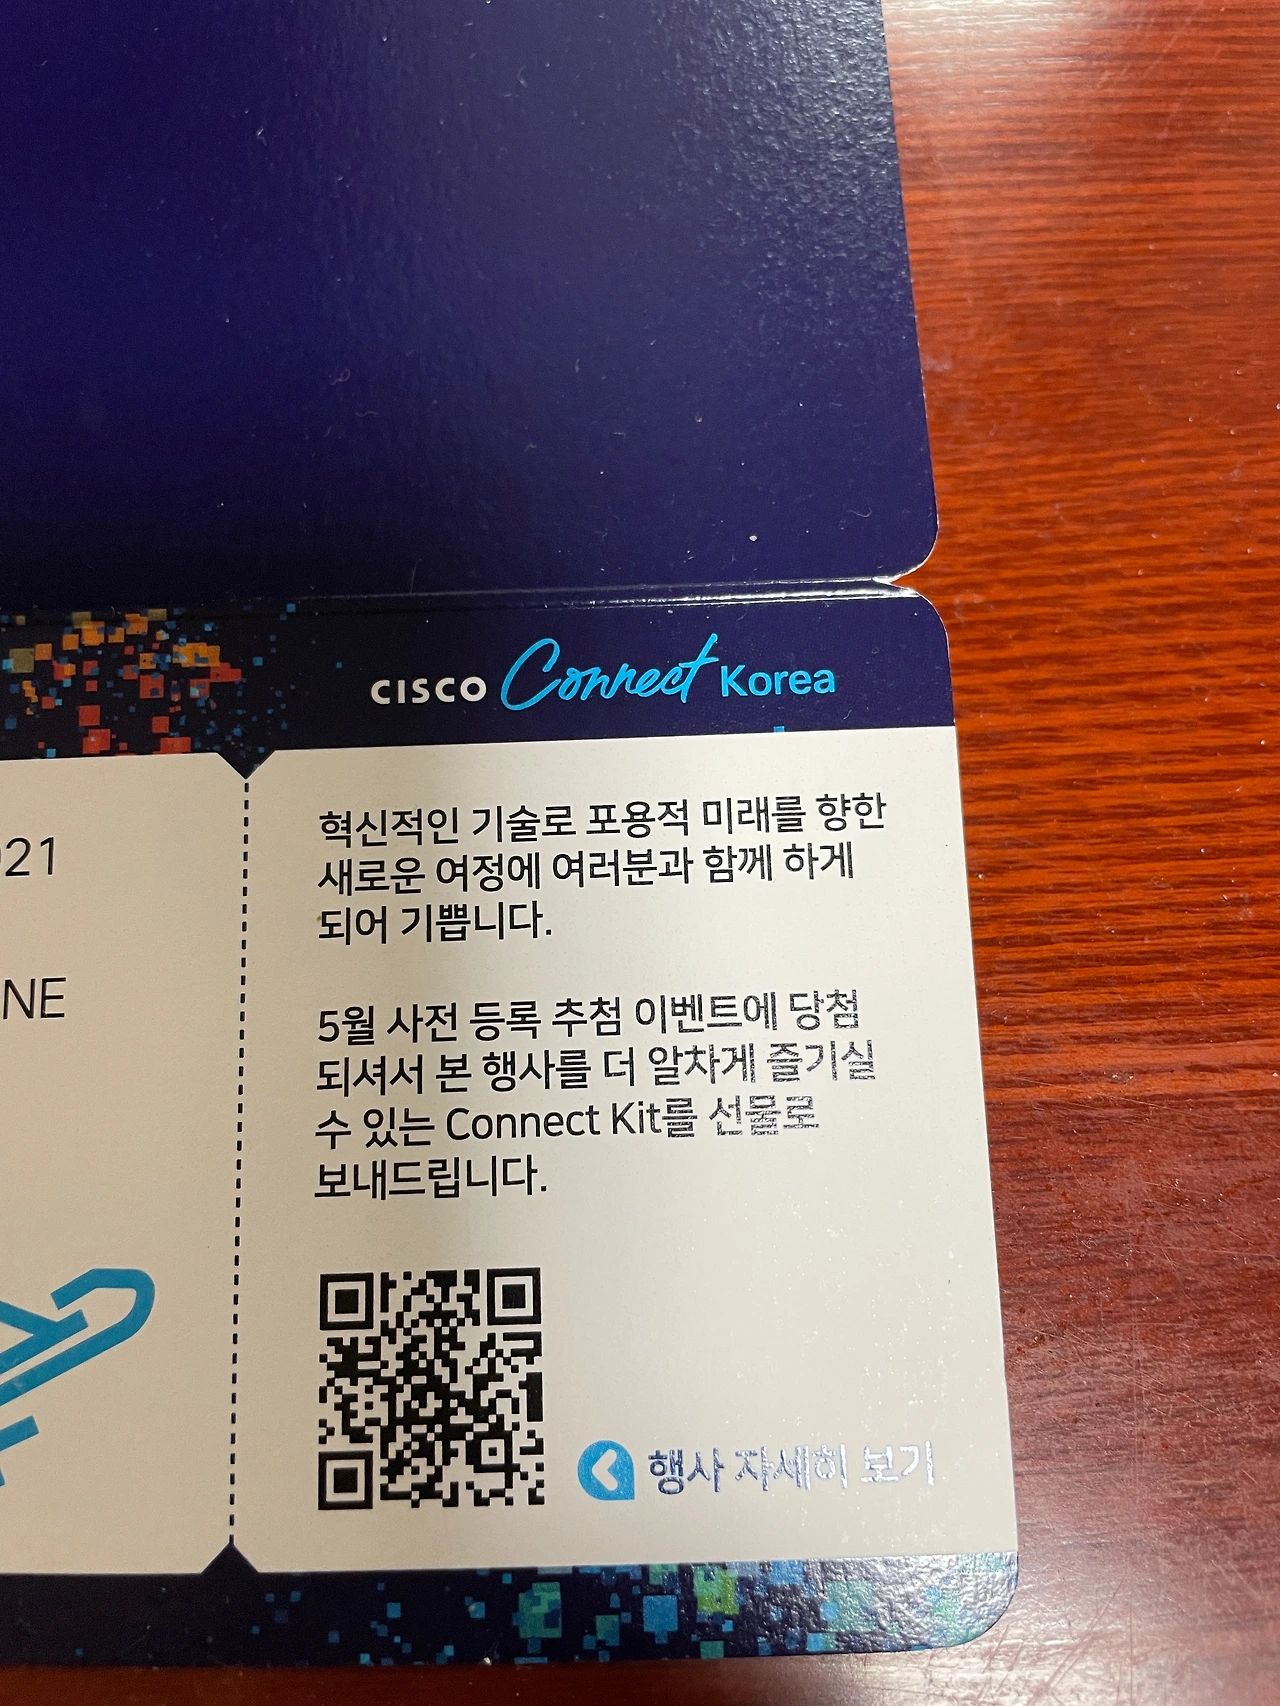 CISCO Connect Korea
021
NE
혁신적인 기술로 포용적 미래를 향한
새로운 여정에 여러분과 함께 하게
되어 기쁩니다.
5월 사전 등록 추첨 이벤트에 당첨
되셔서 본 행사를 더 알차게 즐기실
수 있는 Connect Kit를 선물로
보내드립니다.
행사 자세히 보기